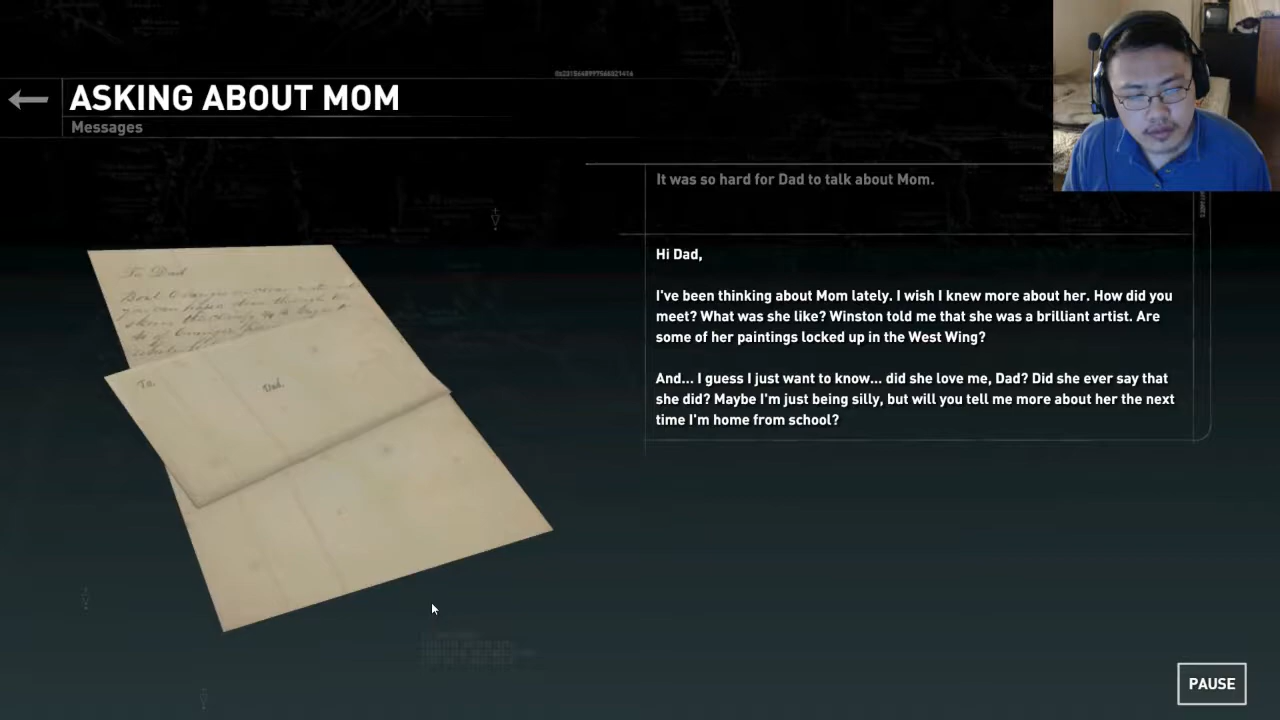 0x2315648997566021416
ASKING ABOUT MOM
Messages
It was so hard for Dad to talk about Mom.
Hi Dad,
I've been thinking about Mom lately. I wish I knew more about her. How did you
meet? What was she like? Winston told me that she was a brilliant artist. Are
some of her paintings locked up in the West Wing?
And... I guess I just want to know... did she love me, Dad? Did she ever say that
she did? Maybe I'm just being silly, but will you tell me more about her the next
time I'm home from school?
To Dad
To.
Dad.
PAUSE